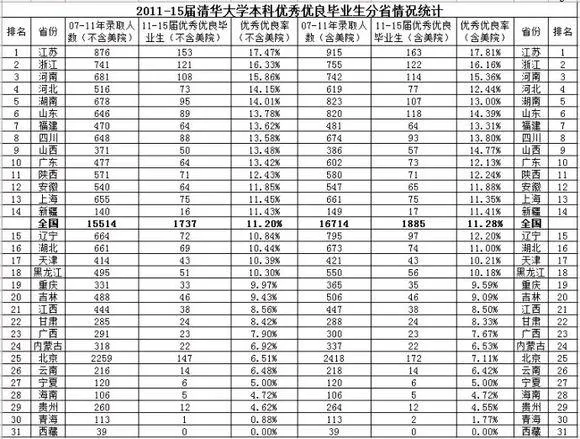 2011-15届清华大学本科优秀优良毕业生分省情况统计
排名 省份 07-11年录取人数(不含美院) 11-15届优秀优良毕业生(不含美院) 优秀优良率(不含美院) 07-11年录取人数(含美院) 11-15届优秀优良毕业生(含美院) 优秀优良率(含美院) 省份 排名
1 江苏 876 153 17.47% 915 163 17.81% 江苏 1
2 浙江 741 121 16.33% 755 122 16.16% 浙江 2
3 河南 681 108 15.86% 742 114 15.36% 河南 3
4 河北 516 73 14.15% 619 77 12.44% 河北 4
5 湖南 678 95 14.01% 823 107 13.00% 湖南 5
6 山东 646 89 13.78% 820 118 14.39% 山东 6
7 福建 470 64 13.62% 481 64 13.31% 福建 7
8 四川 648 88 13.58% 674 93 13.80% 四川 8
9 山西 371 50 13.48% 386 57 14.77% 山西 9
10 广东 477 64 13.42% 602 73 12.13% 广东 10
11 陕西 571 71 12.43% 580 71 12.24% 陕西 11
12 安徽 540 64 11.85% 547 65 11.88% 安徽 12
13 上海 655 75 11.45% 661 75 11.35% 上海 13
14 新疆 140 16 11.43% 149 17 11.41% 新疆 14
全国 15514 1737 11.20% 16714 1885 11.28% 全国
15 辽宁 664 72 10.84% 795 97 12.20% 辽宁 15
16 湖北 661 69 10.44% 673 74 11.00% 湖北 16
17 天津 414 43 10.39% 421 43 10.21% 天津 17
18 黑龙江 495 51 10.30% 550 56 10.18% 黑龙江 18
19 重庆 331 33 9.97% 365 35 9.59% 重庆 19
20 吉林 488 46 9.43% 506 46 9.09% 吉林 20
21 江西 444 38 8.56% 447 38 8.50% 江西 21
22 甘肃 285 24 8.42% 288 24 8.33% 甘肃 22
23 广西 291 23 7.90% 300 23 7.67% 广西 23
24 内蒙古 318 22 6.92% 337 22 6.53% 内蒙古 24
25 北京 2259 147 6.51% 2418 172 7.11% 北京 25
26 云南 216 14 6.48% 218 14 6.42% 云南 26
27 宁夏 120 6 5.00% 120 6 5.00% 宁夏 27
28 海南 106 5 4.72% 106 5 4.72% 海南 28
29 贵州 260 12 4.62% 264 12 4.55% 贵州 29
30 青海 113 1 0.88% 113 2 1.77% 青海 30
31 西藏 39 0 0.00% 39 0 0.00% 西藏 31